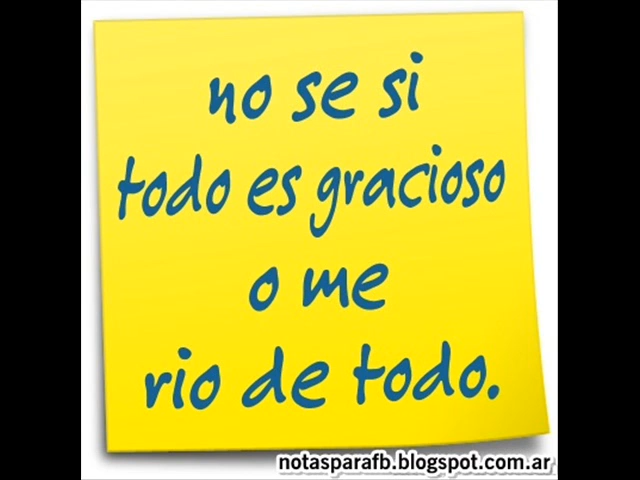 no se si
todo es gracioso
o me
rio de todo.
notasparafb.blogspot.com.ar